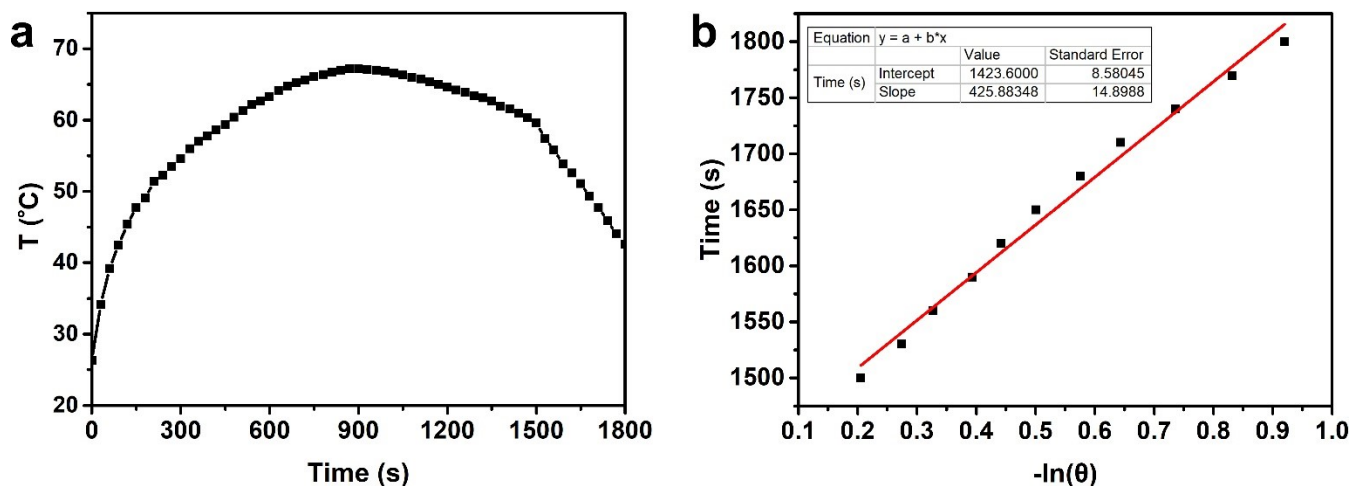 a
T (°C)
70
60
50
40
30
20
0 300 600 900 1200 1500 1800
Time (s)
b
Time (s)
1800
1750
1700
1650
1600
1550
1500
Equation y = a + b*x
Value Standard Error
Time (s) Intercept 1423.6000 8.58045
Slope 425.88348 14.8988
0.1 0.2 0.3 0.4 0.5 0.6 0.7 0.8 0.9 1.0
-ln(θ)